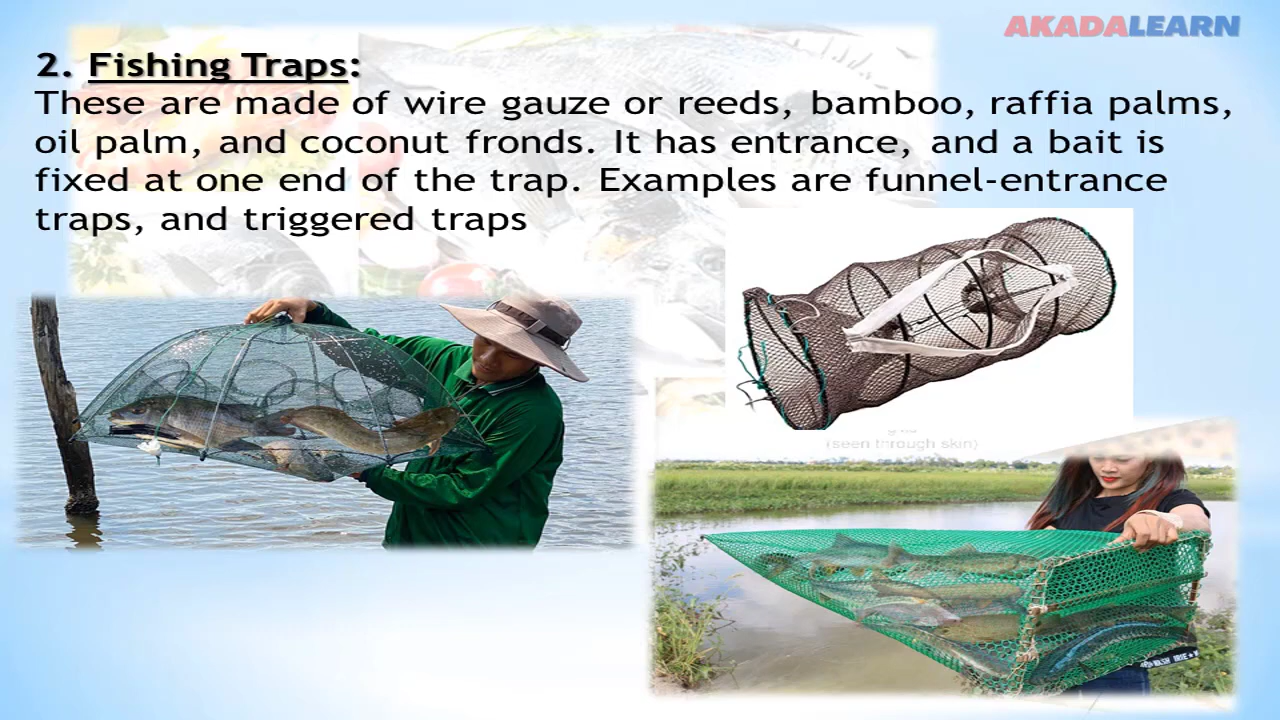 AKADALEARN
2. Fishing Traps:
These are made of wire gauze or reeds, bamboo, raffia palms,
oil palm, and coconut fronds. It has entrance, and a bait is
fixed at one end of the trap. Examples are funnel-entrance
traps, and triggered traps
(seen through skin)